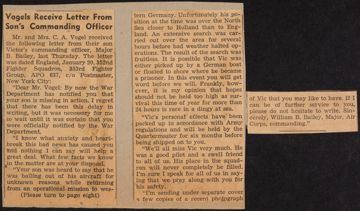 Vogels Receive Letter From
Son's Commanding Officer
Mr. and Mrs. C. A. Vogel received
the following letter from their son
Victor's commanding officer, Major
Bailey, last Thursday. The letter
was dated England, January 20, 352nd
Fighter Squadron, 353rd Fighter
Group, APO 637, c/o Postmaster,
New York City:
"Dear Mr. Vogel: By now the War
Department has notified you that
your son is missing in action. I regret
that there has been this delay in
writing, but it was necessary for me
to wait until it was certain that you
were officially notified by the War
Department.
"I know what anxiety and heart-
break this bad news has caused you
and nothing I can say will help a
great deal. What few facts we know
in the matter are at your disposal.
"Your son was heard to say that he
was bailing out of his aircraft for
unknown reasons while returning
from an operational mission to wes-
(Please turn to page eight)
tern Germany. Unfortunately his po-
sition at the time was over the North
Sea closer to Holland than to Eng-
land. An extensive search was car-
ried out over the area for several
hours before bad weather halted op-
erations. The result of the search was
fruitless. It is possible that Vic was
either picked up by a German boat
or floated to shore where he became
a prisoner. In this event you will get
word before we will. Frankly, how-
ever, it is my opinion that hopes
should not be held too high as sur-
vival this time of year for more than
24 hours is rare in a dingy at sea.
"Vic's personal effects have been
packed up in accordance with Army
regulations and will be held by the
Quartermaster for six months before
being shipped on to you.
"We'll all miss Vic very much. He
was a good pilot and a swell friend
to all of us. His place in the squad-
ron will never completely be filled.
I'm sure I speak for all of us in say-
ing that we pray along with you for
his safety.
"I'm sending under separate cover
a few copies of a recent photograph
of Vic that you may like to have. If I
can be of further service to you,
please don't hesitate to write. Sin-
cerely, William B. Bailey, Major, Air
Corps, commanding."